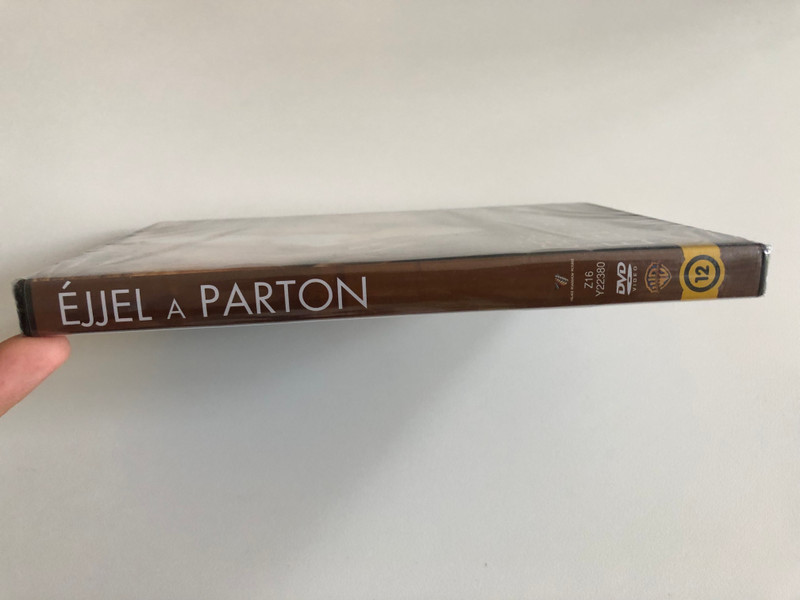 ÉJJEL A PARTON
Z16
Y22380
DVD
VIDEO
12